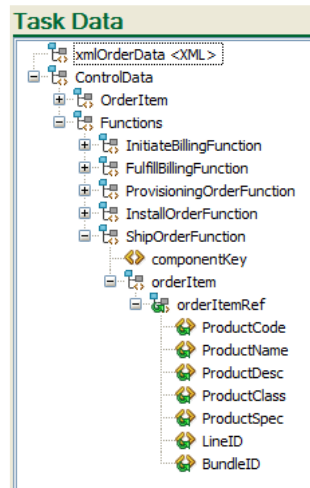 Task Data
xmlOrderData <XML>
ControlData
OrderItem
Functions
InitiateBillingFunction
FulfillBillingFunction
ProvisioningOrderFunction
InstallOrderFunction
ShipOrderFunction
componentKey
orderItem
orderItemRef
ProductCode
ProductName
ProductDesc
ProductClass
ProductSpec
LineID
BundleID